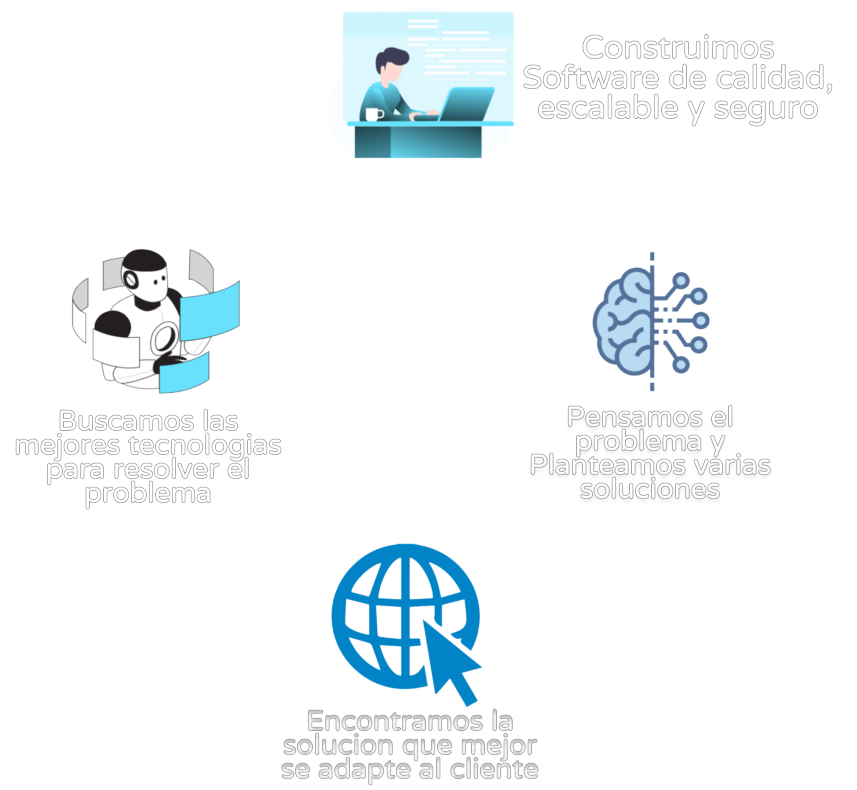 Construimos
Software de calidad,
escalable y seguro
Buscamos las
mejores tecnologias
para resolver el
problema
Pensamos el
problema y
Planteamos varias
soluciones
Encontramos la
solucion que mejor
se adapte al cliente